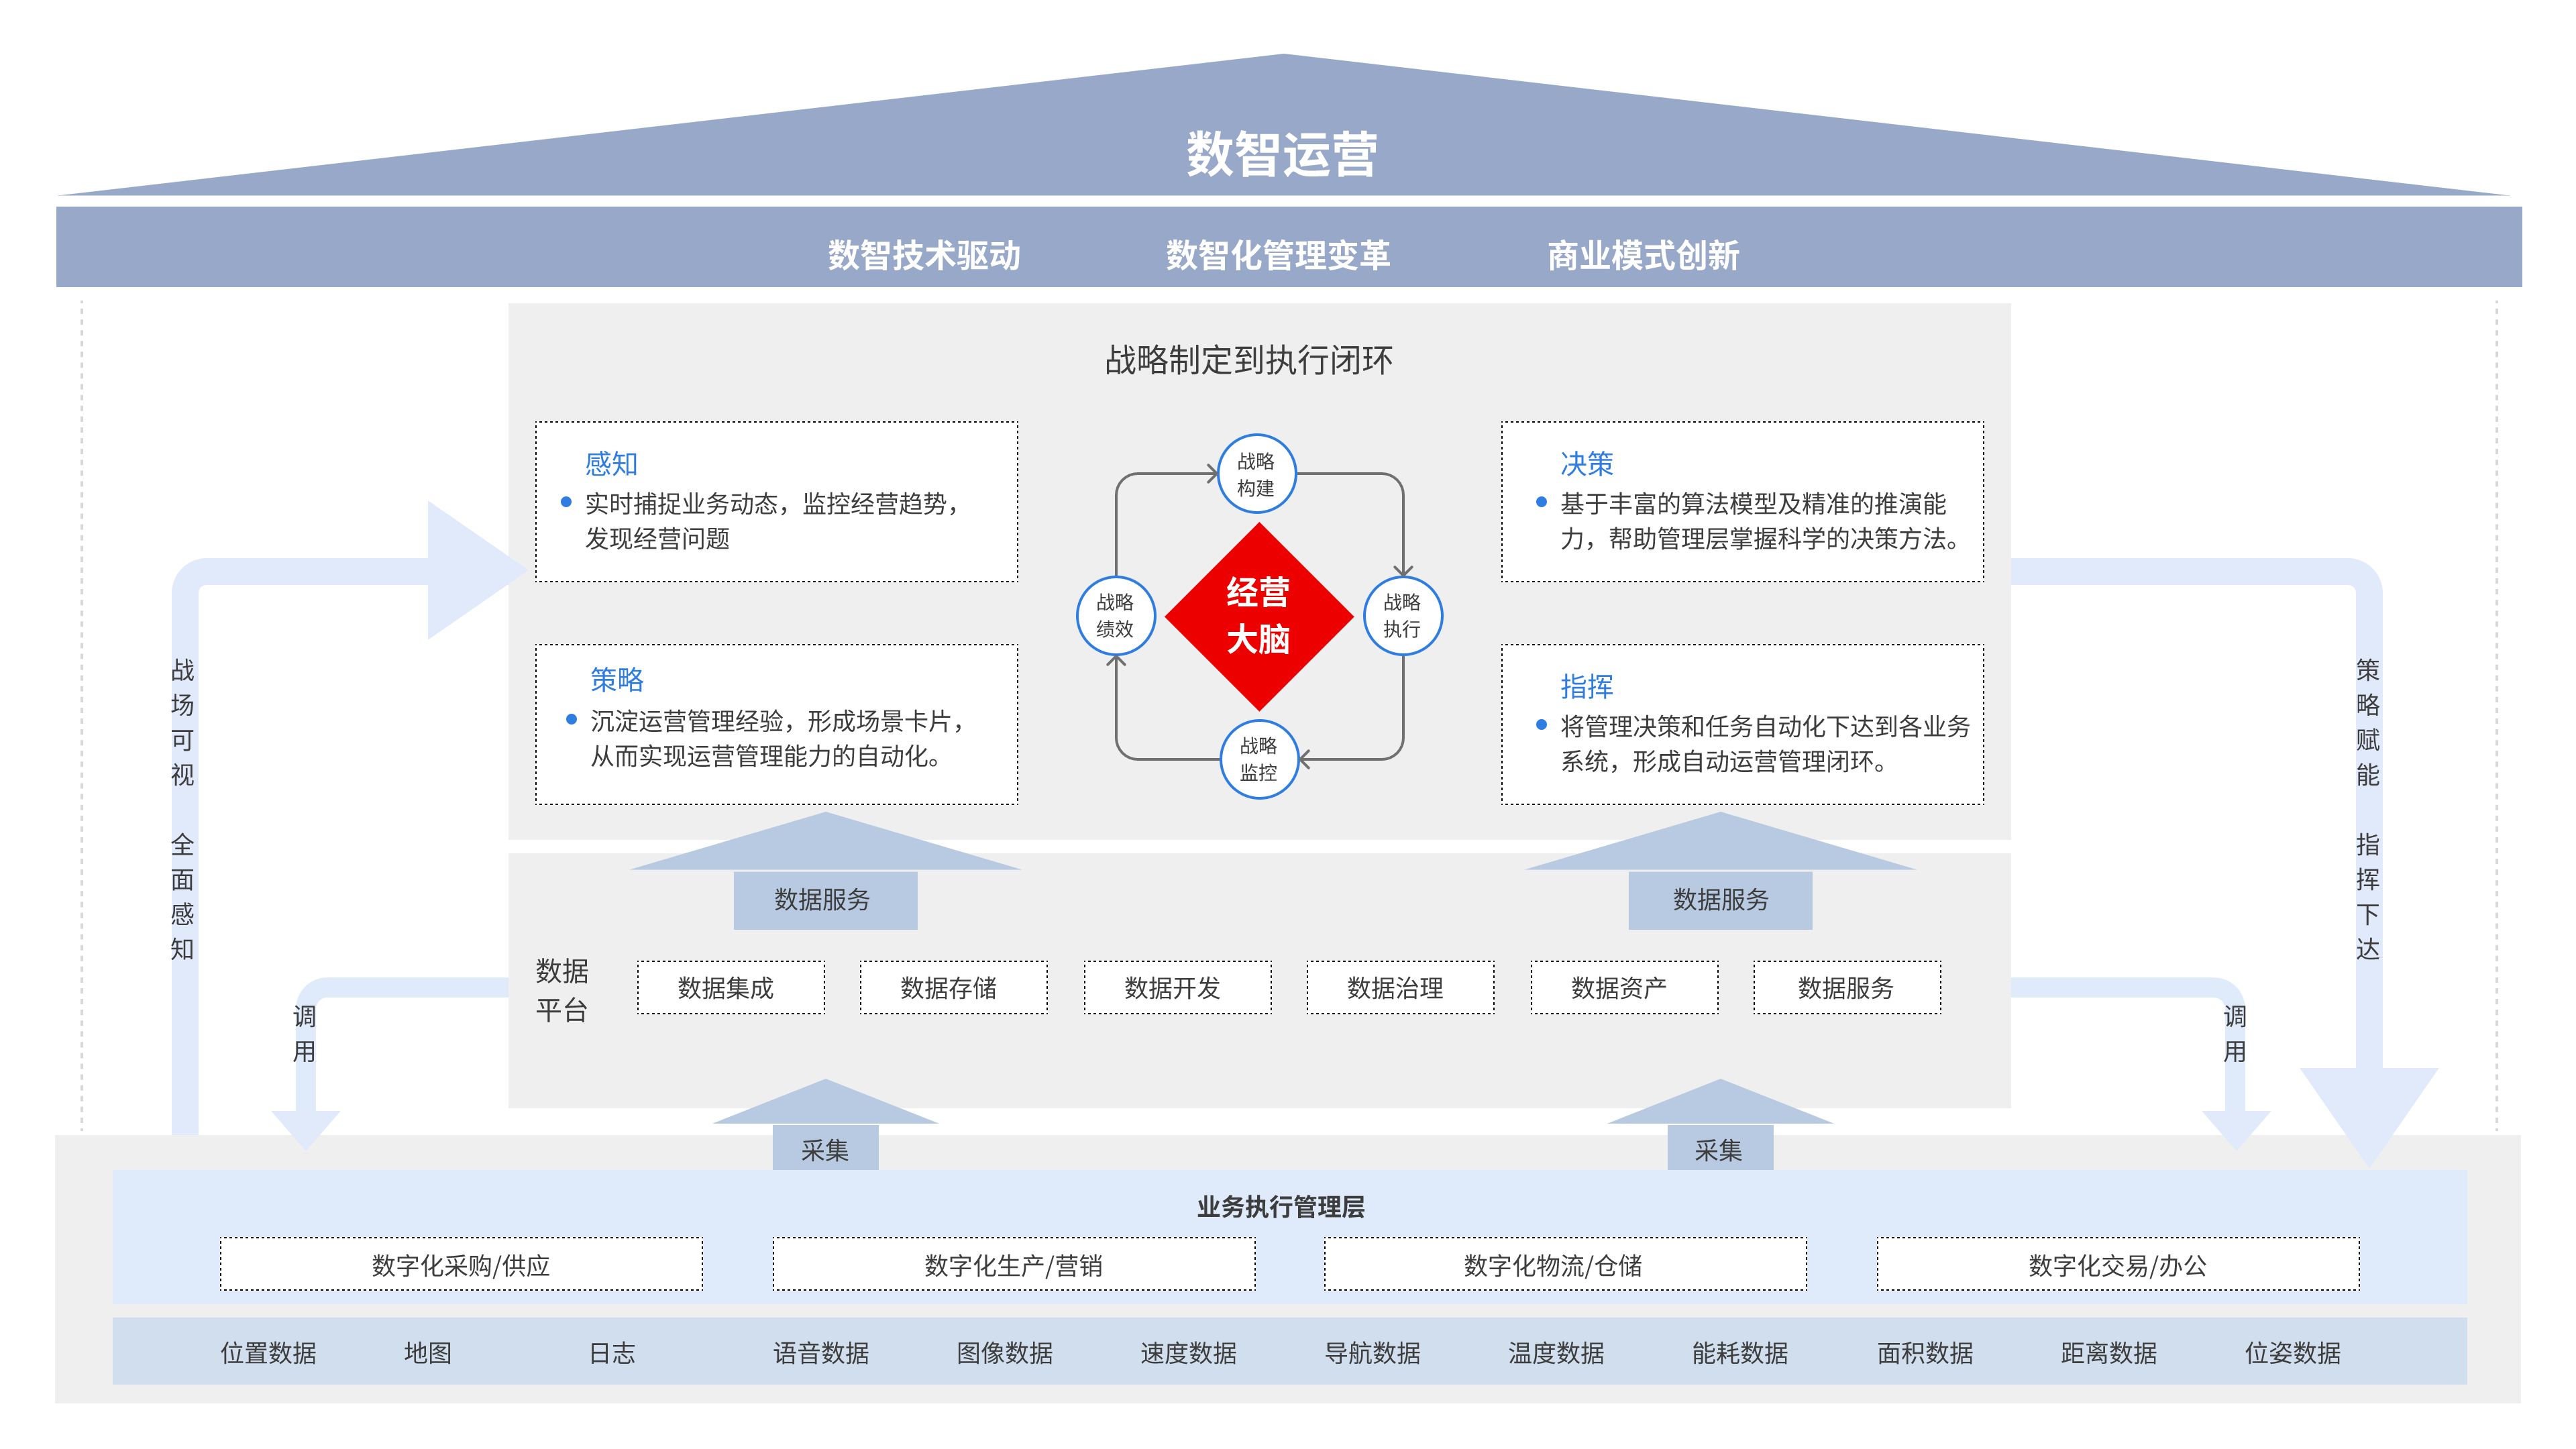 数智运营
数智技术驱动
数智化管理变革
商业模式创新
战略制定到执行闭环
感知
实时捕捉业务动态，监控经营趋势，
发现经营问题
策略
沉淀运营管理经验，形成场景卡片，
从而实现运营管理能力的自动化。
战略
构建
战略
绩效
经营
大脑
战略
执行
战略
监控
决策
基于丰富的算法模型及精准的推演能
力，帮助管理层掌握科学的决策方法。
指挥
将管理决策和任务自动化下达到各业务
系统，形成自动运营管理闭环。
战场可视 全面感知
策略赋能 指挥下达
数据服务
数据服务
数据
平台
数据集成
数据存储
数据开发
数据治理
数据资产
数据服务
调用
调用
采集
采集
业务执行管理层
数字化采购/供应
数字化生产/营销
数字化物流/仓储
数字化交易/办公
位置数据
地图
日志
语音数据
图像数据
速度数据
导航数据
温度数据
能耗数据
面积数据
距离数据
位姿数据